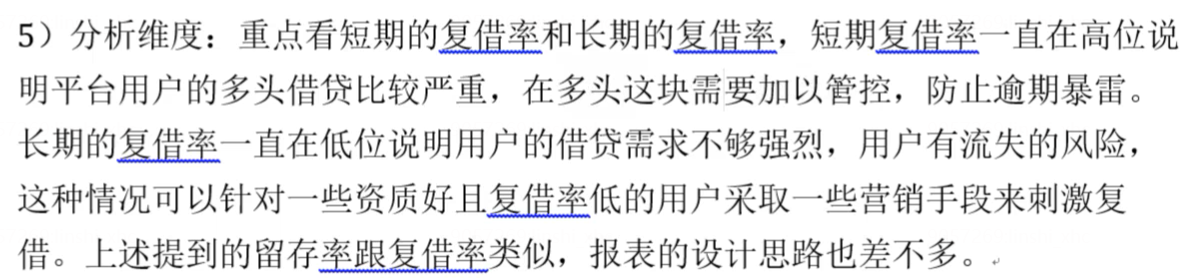 5）分析维度：重点看短期的复借率和长期的复借率，短期复借率一直在高位说
明平台用户的多头借贷比较严重，在多头这块需要加以管控，防止逾期暴雷。
长期的复借率一直在低位说明用户的借贷需求不够强烈，用户有流失的风险，
这种情况可以针对一些资质好且复借率低的用户采取一些营销手段来刺激复
借。上述提到的留存率跟复借率类似，报表的设计思路也差不多。